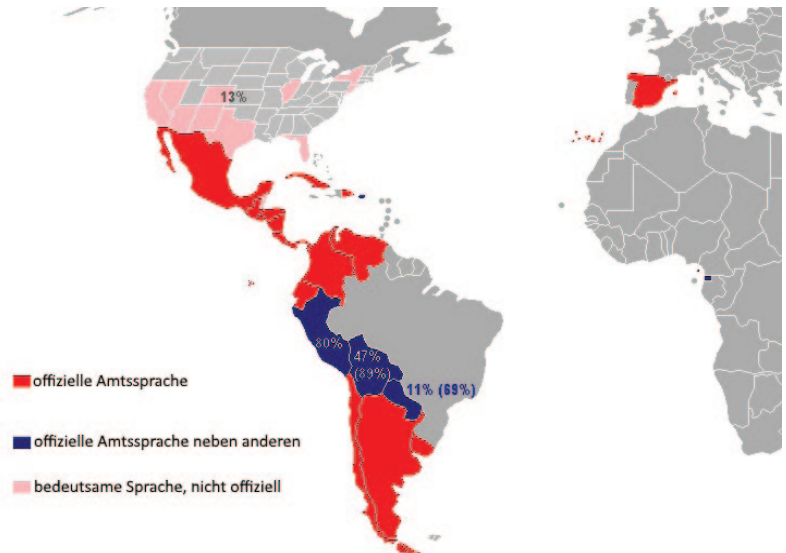 13%
80%
47%
(89%)
11% (69%)
offizielle Amtssprache
offizielle Amtssprache neben anderen
bedeutsame Sprache, nicht offiziell